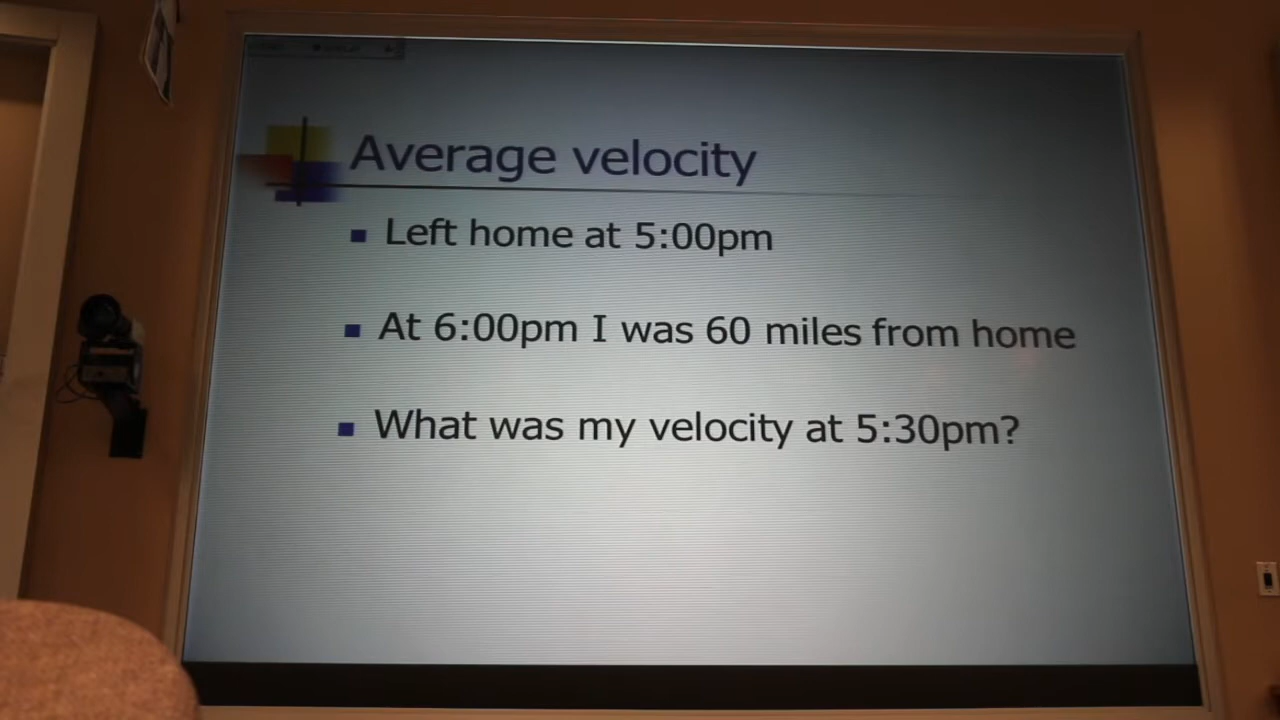 Average velocity
Left home at 5:00pm
At 6:00pm I was 60 miles from home
What was my velocity at 5:30pm?